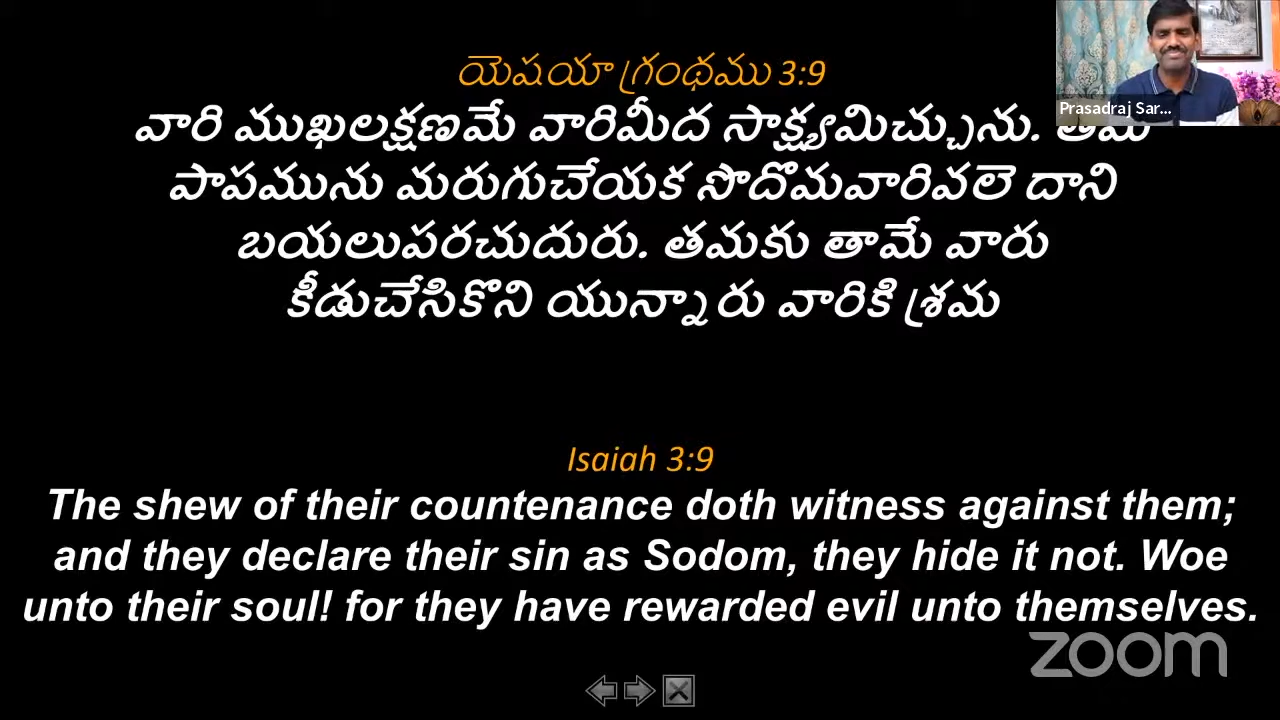 యెషయా గ్రంథము 3:9
వారి ముఖలక్షణమే వారిమీద సాక్ష్యమిచ్చును. తమ
పాపమును మరుగుచేయక సొదొమవారివలె దాని
బయలుపరచుదురు. తమకు తామే వారు
కీడుచేసికొని యున్నారు వారికి శ్రమ
Prasadraj Sar...
Isaiah 3:9
The shew of their countenance doth witness against them;
and they declare their sin as Sodom, they hide it not. Woe
unto their soul! for they have rewarded evil unto themselves.
zoom